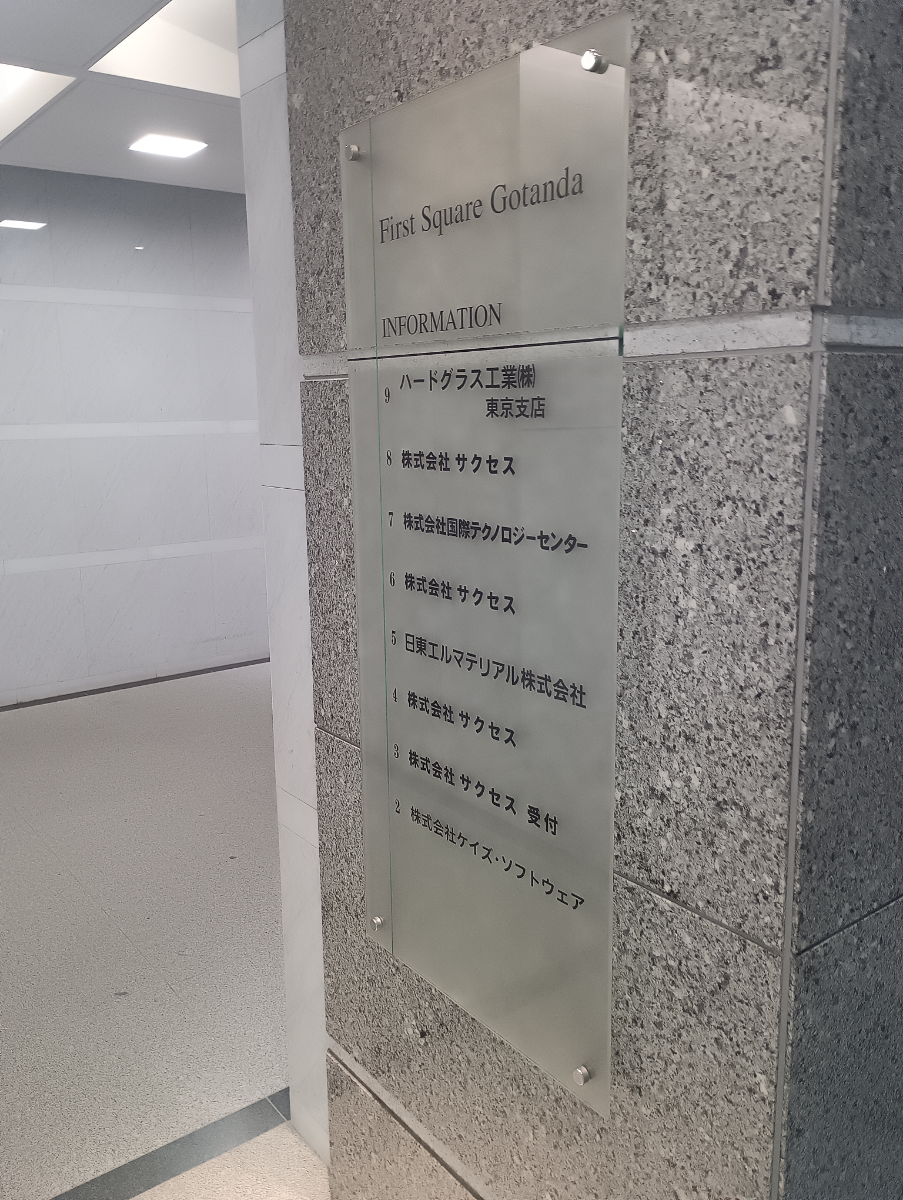 First Square Gotanda
INFORMATION
9 ハードグラス工業㈱
東京支店
8 株式会社 サクセス
7 株式会社国際テクノロジーセンター
6 株式会社 サクセス
5 日東エルマテリアル株式会社
4 株式会社 サクセス
3 株式会社 サクセス 受付
2 株式会社ケイズ・ソフトウェア